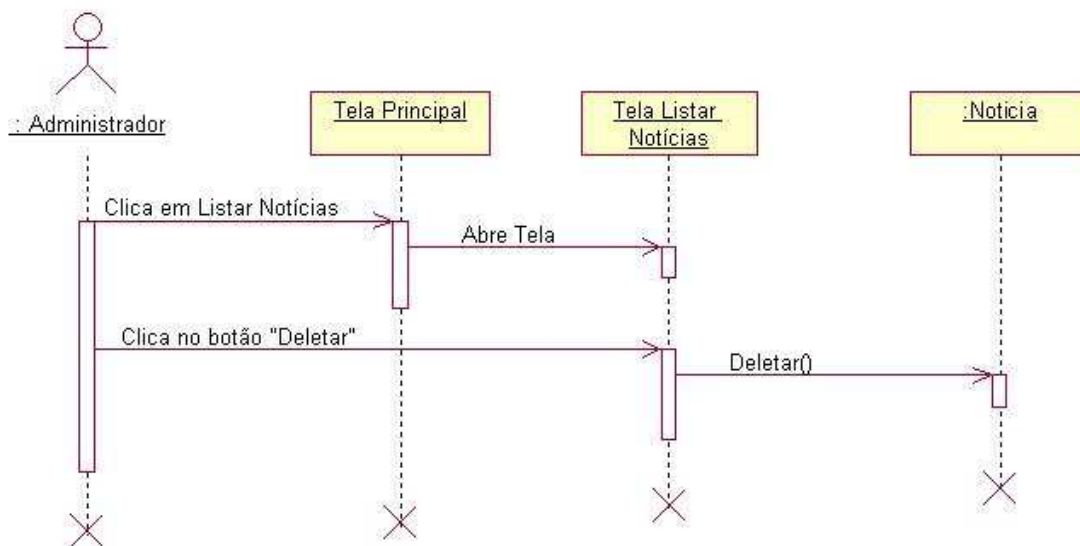 : Administrador
Tela Principal
Tela Listar
Notícias
:Noticia
Clica em Listar Notícias
Abre Tela
Clica no botão "Deletar"
Deletar()